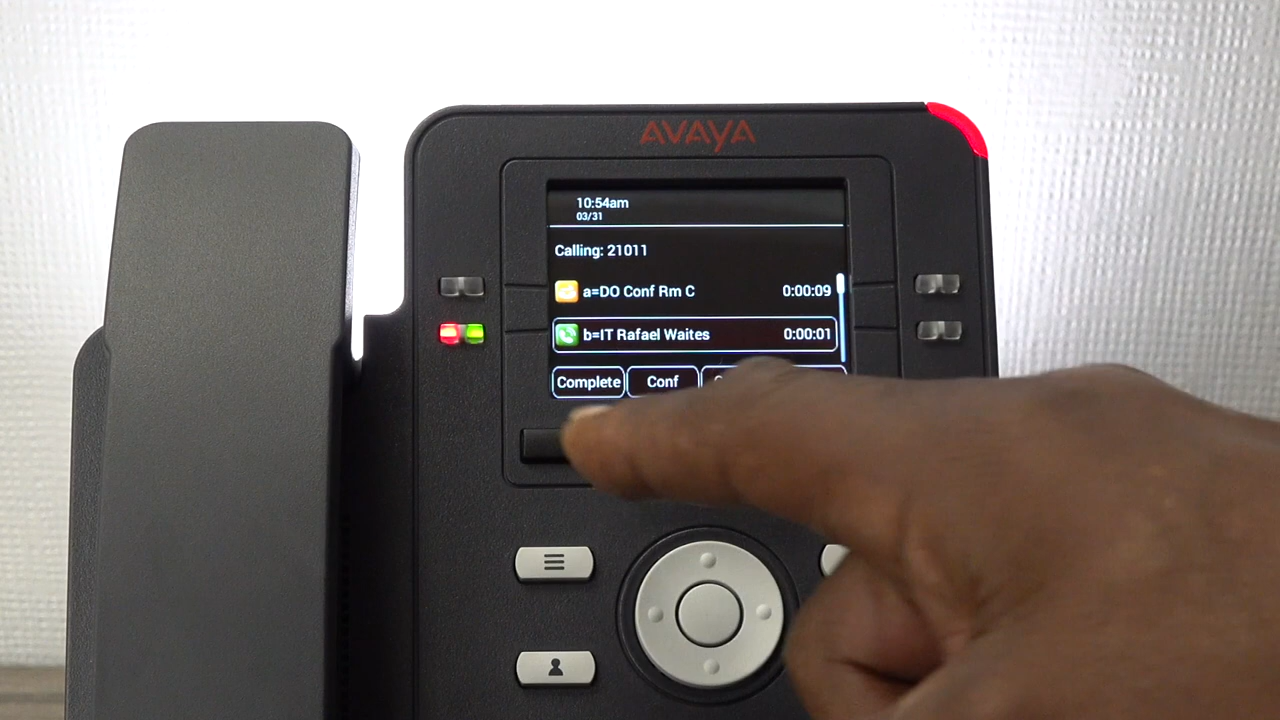 AVAYA
10:54am
03/31
Calling: 21011
a=DO Conf Rm C 0:00:09
b=IT Rafael Waites 0:00:01
Complete Conf